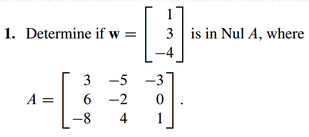 1. Determine if w = [1 3 -4] is in Nul A, where
A = [3 -5 -3
6 -2 0
-8 4 1].